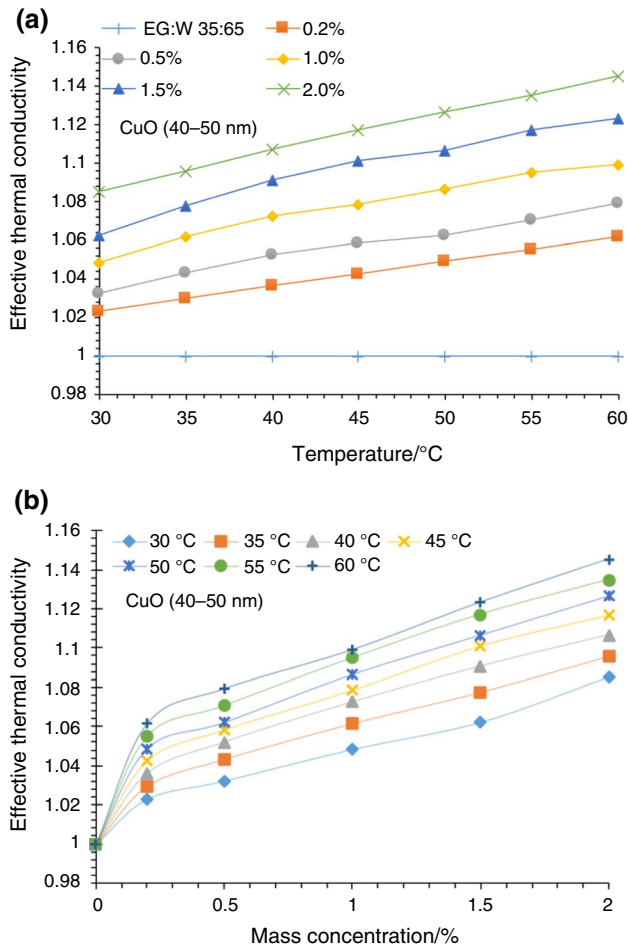 (a)
EG:W 35:65
0.2%
0.5%
1.0%
1.5%
2.0%
CuO (40–50 nm)
Effective thermal conductivity
1.16
1.14
1.12
1.1
1.08
1.06
1.04
1.02
1
0.98
30 35 40 45 50 55 60
Temperature/°C
(b)
30 °C 35 °C 40 °C 45 °C
50 °C 55 °C 60 °C
CuO (40–50 nm)
Effective thermal conductivity
1.16
1.14
1.12
1.1
1.08
1.06
1.04
1.02
1
0.98
0 0.5 1 1.5 2
Mass concentration/%